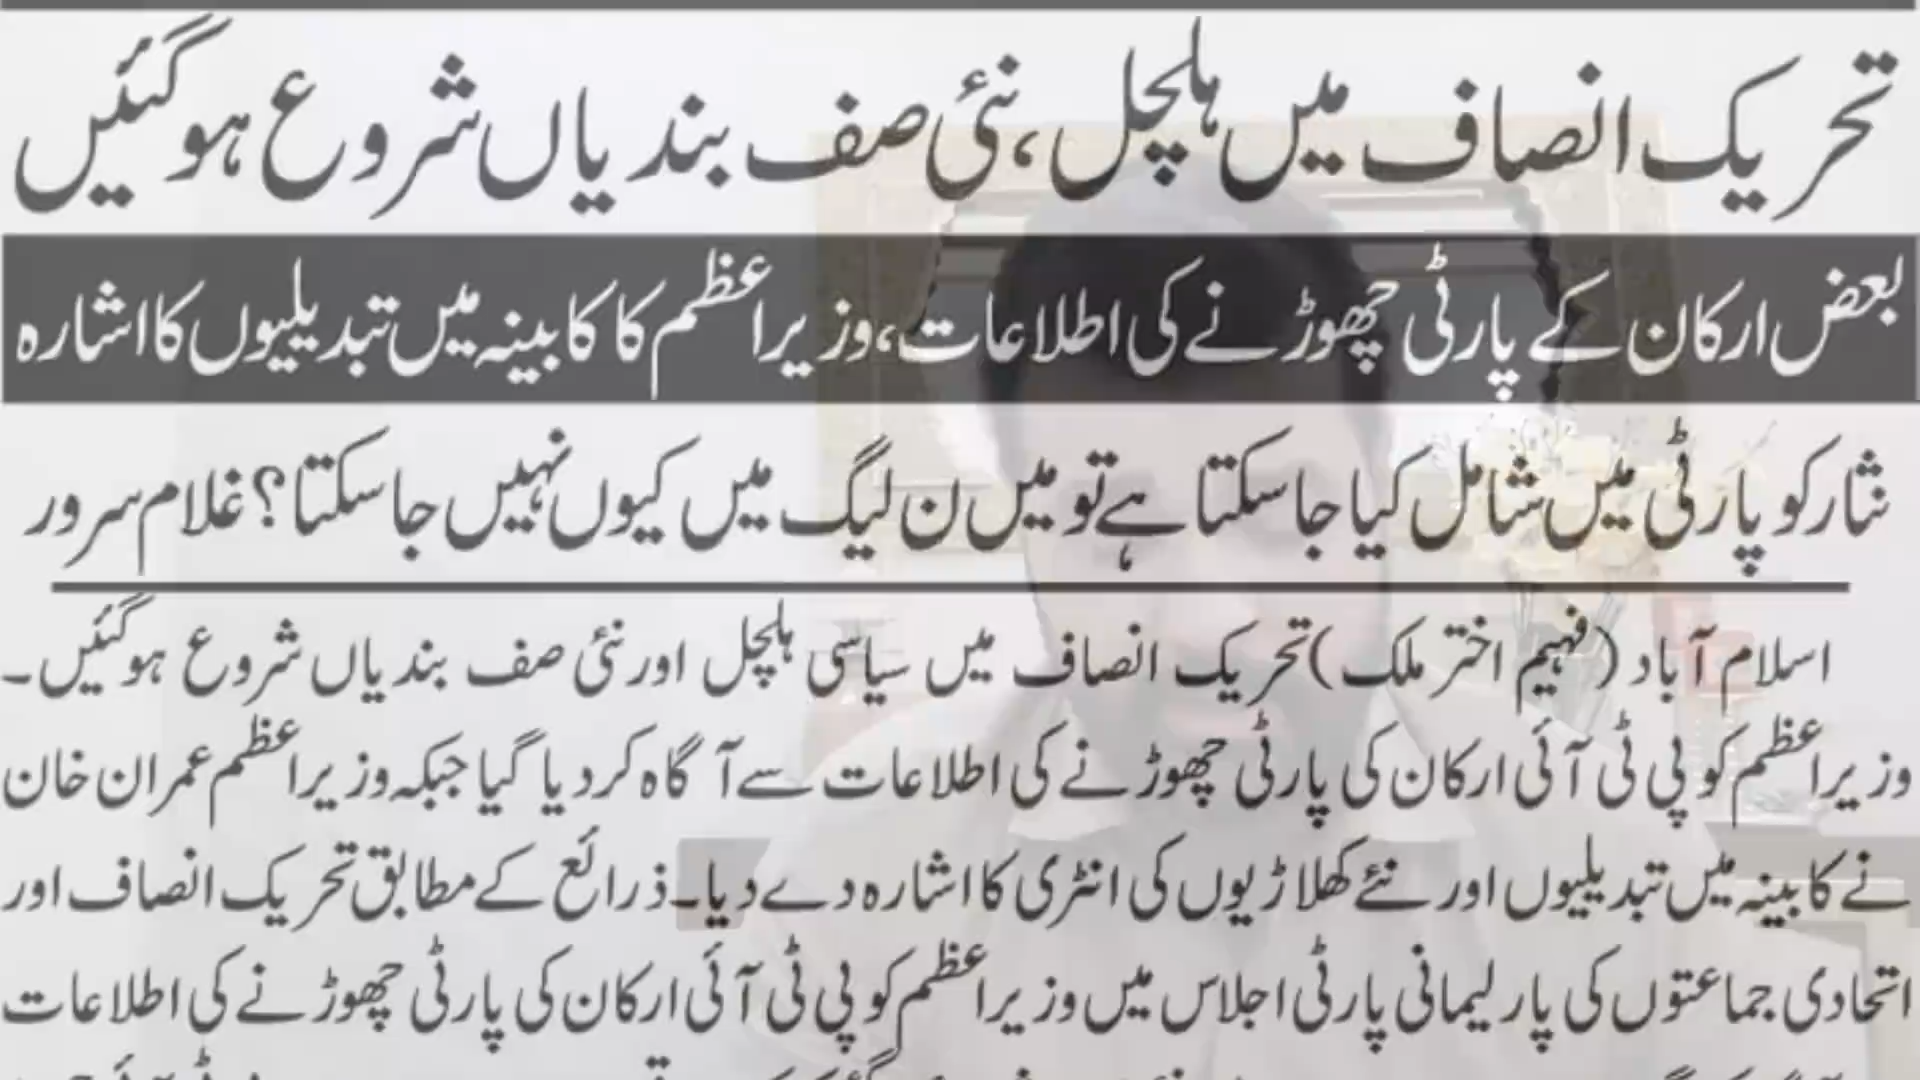 تحریک انصاف میں ہلچل، نئی صف بندیاں شروع ہوگئیں
بعض ارکان کے پارٹی چھوڑنے کی اطلاعات، وزیراعظم کا کابینہ میں تبدیلیوں کا اشارہ
نثار کو پارٹی میں شامل کیا جاسکتا ہے تو میں ن لیگ میں کیوں نہیں جاسکتا؟ غلام سرور
اسلام آباد (فہیم اختر ملک) تحریک انصاف میں سیاسی ہلچل اور نئی صف بندیاں شروع ہوگئیں۔
وزیراعظم کو پی ٹی آئی ارکان کی پارٹی چھوڑنے کی اطلاعات سے آگاہ کردیا گیا جبکہ وزیراعظم عمران خان
نے کابینہ میں تبدیلیوں اور نئے کھلاڑیوں کی انٹری کا اشارہ دے دیا۔ ذرائع کے مطابق تحریک انصاف اور
اتحادی جماعتوں کی پارلیمانی پارٹی اجلاس میں وزیراعظم کو پی ٹی آئی ارکان کی پارٹی چھوڑنے کی اطلاعات